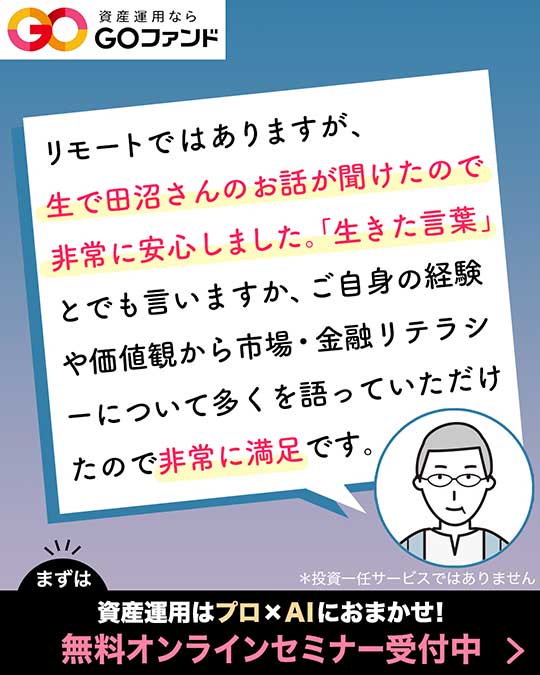 資産運用なら
GO GOファンド
リモートではありますが、
生で田沼さんのお話が聞けたので
非常に安心しました。「生きた言葉」
とでも言いますか、ご自身の経験
や価値観から市場・金融リテラシ
ーについて多くを語っていただけ
たので非常に満足です。
＊投資一任サービスではありません
まずは
資産運用はプロ×AIにおまかせ！
無料オンラインセミナー受付中